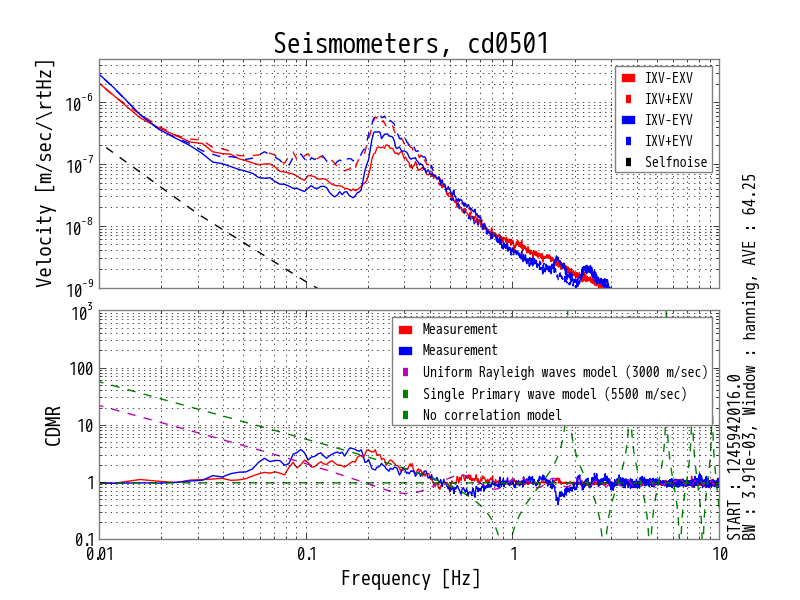 Seismometers, cd0501
Velocity [m/sec/\rtHz]
10-6
10-7
10-8
10-9
IXV-EXV
IXV+EXV
IXV-EYV
IXV+EYV
Selfnoise
CDMR
103
100
10
1
0.1
Measurement
Measurement
Uniform Rayleigh waves model (3000 m/sec)
Single Primary wave model (5500 m/sec)
No correlation model
0.01
0.1
1
10
Frequency [Hz]
START : 1245942016.0
BW : 3.91e-03, Window : hanning, AVE : 64.25